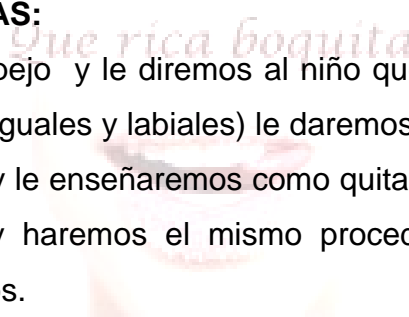 AS:
Que rica boquita
pejo y le diremos al niño qu
guales y labiales) le daremos
y le enseñaremos como quita
y haremos el mismo proced
s.